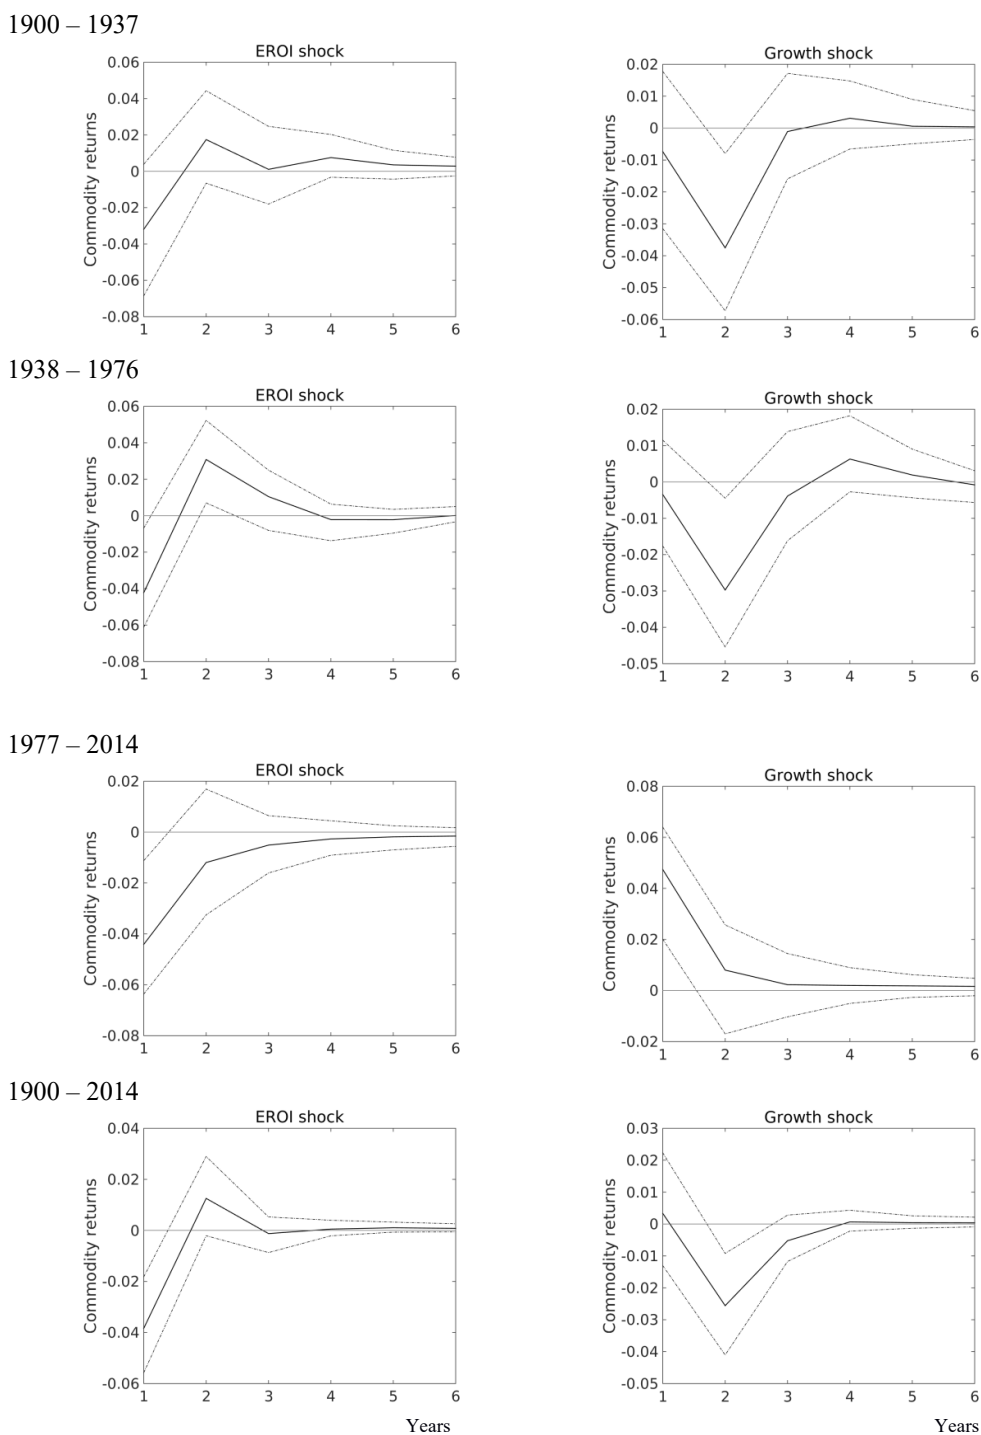 1900 – 1937
EROI shock
Commodity returns
0.06
0.04
0.02
0
-0.02
-0.04
-0.06
-0.08
1 2 3 4 5 6
Growth shock
Commodity returns
0.02
0.01
0
-0.01
-0.02
-0.03
-0.04
-0.05
-0.06
1 2 3 4 5 6
1938 – 1976
EROI shock
Commodity returns
0.06
0.04
0.02
0
-0.02
-0.04
-0.06
-0.08
1 2 3 4 5 6
Growth shock
Commodity returns
0.02
0.01
0
-0.01
-0.02
-0.03
-0.04
-0.05
1 2 3 4 5 6
1977 – 2014
EROI shock
Commodity returns
0.02
0
-0.02
-0.04
-0.06
-0.08
1 2 3 4 5 6
Growth shock
Commodity returns
0.08
0.06
0.04
0.02
0
-0.02
1 2 3 4 5 6
1900 – 2014
EROI shock
Commodity returns
0.04
0.02
0
-0.02
-0.04
-0.06
1 2 3 4 5 6
Years
Growth shock
Commodity returns
0.03
0.02
0.01
0
-0.01
-0.02
-0.03
-0.04
-0.05
1 2 3 4 5 6
Years